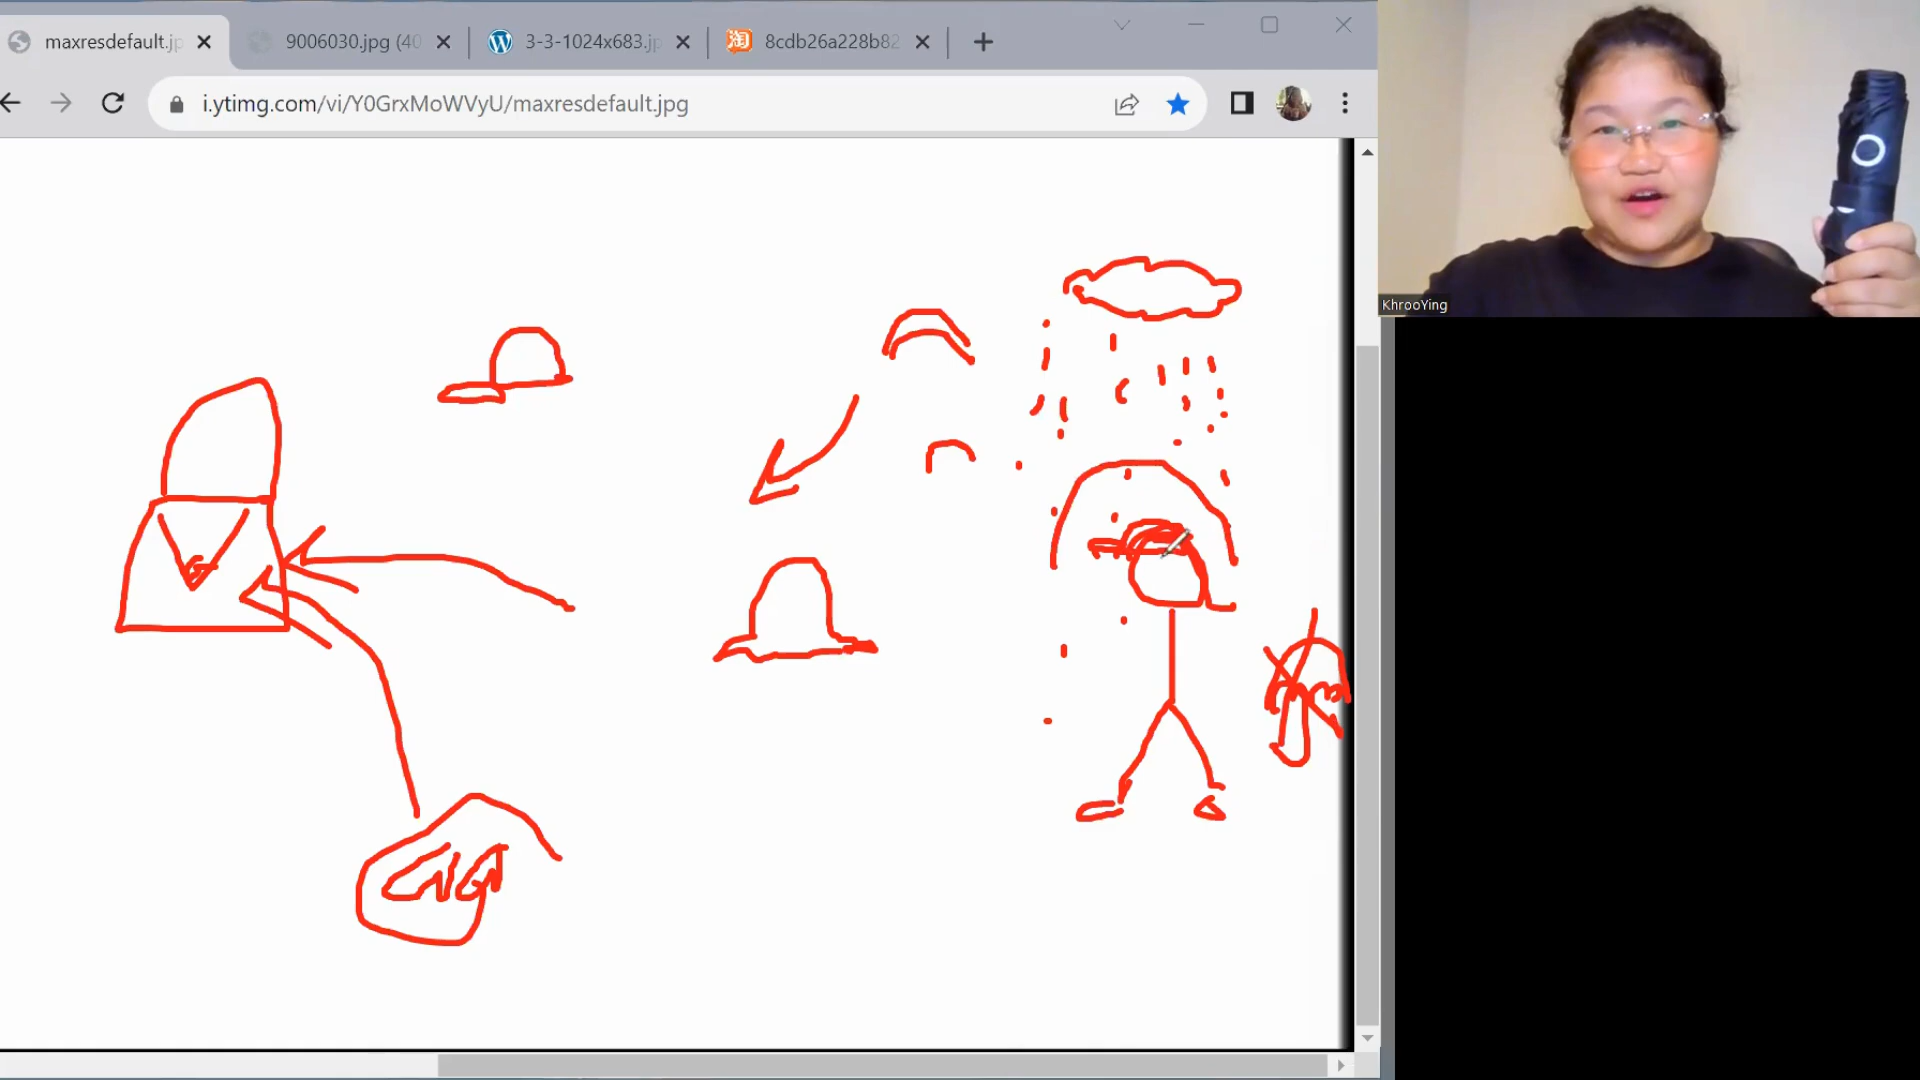 maxresdefault.jp
9006030.jpg (40
3-3-1024x683.jp
8cdb26a228b82
i.ytimg.com/vi/Y0GrxMoWVyU/maxresdefault.jpg
KhrooYing